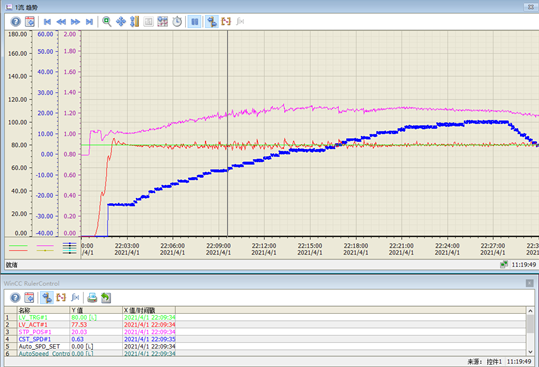 1流 趋势
180.00 60.00 2.00
160.00 50.00 1.80
40.00 1.60
140.00 30.00 1.40
120.00 20.00 1.20
100.00 10.00 1.00
80.00 0.00 0.80
60.00 -10.00 0.60
40.00 -20.00 0.40
20.00 -30.00 0.20
0.00 -40.00 0.00
0:00 22:03:00 22:06:00 22:09:00 22:12:00 22:15:00 22:18:00 22:21:00 22:24:00 22:27:00 22:3
/4/1 2021/4/1 2021/4/1 2021/4/1 2021/4/1 2021/4/1 2021/4/1 2021/4/1 2021/4/1 2021/4/1 202
就绪 11:19:49
WinCC RulerControl
名称 Y 值 X 值/时间戳
1 LV_TRG#1 80.00 [L] 2021/4/1 22:09:34
2 LV_ACT#1 77.53 2021/4/1 22:09:34
3 STP_POS#1 20.03 2021/4/1 22:09:34
4 CST_SPD#1 0.63 2021/4/1 22:09:35
5 Auto_SPD_SET 0.00 [L] 2021/4/1 22:09:34
6 AutoSpeed_Contro 0.00 [L] 2021/4/1 22:09:34
来源: 控件1 11:19:49